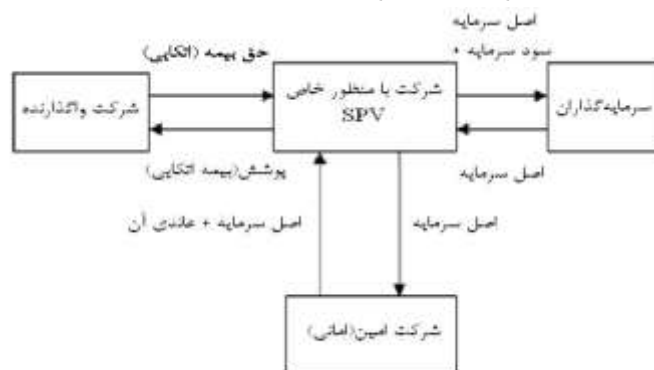 اصل سرمایه
+ سود سرمایه
حق بیمه (اتکایی)
سرمایه‌گذاران
شرکت با منظور خاص
SPV
شرکت واگذارنده
اصل سرمایه
پوشش(بیمه اتکایی)
اصل سرمایه
اصل سرمایه + عائدی آن
شرکت امین(امانی)